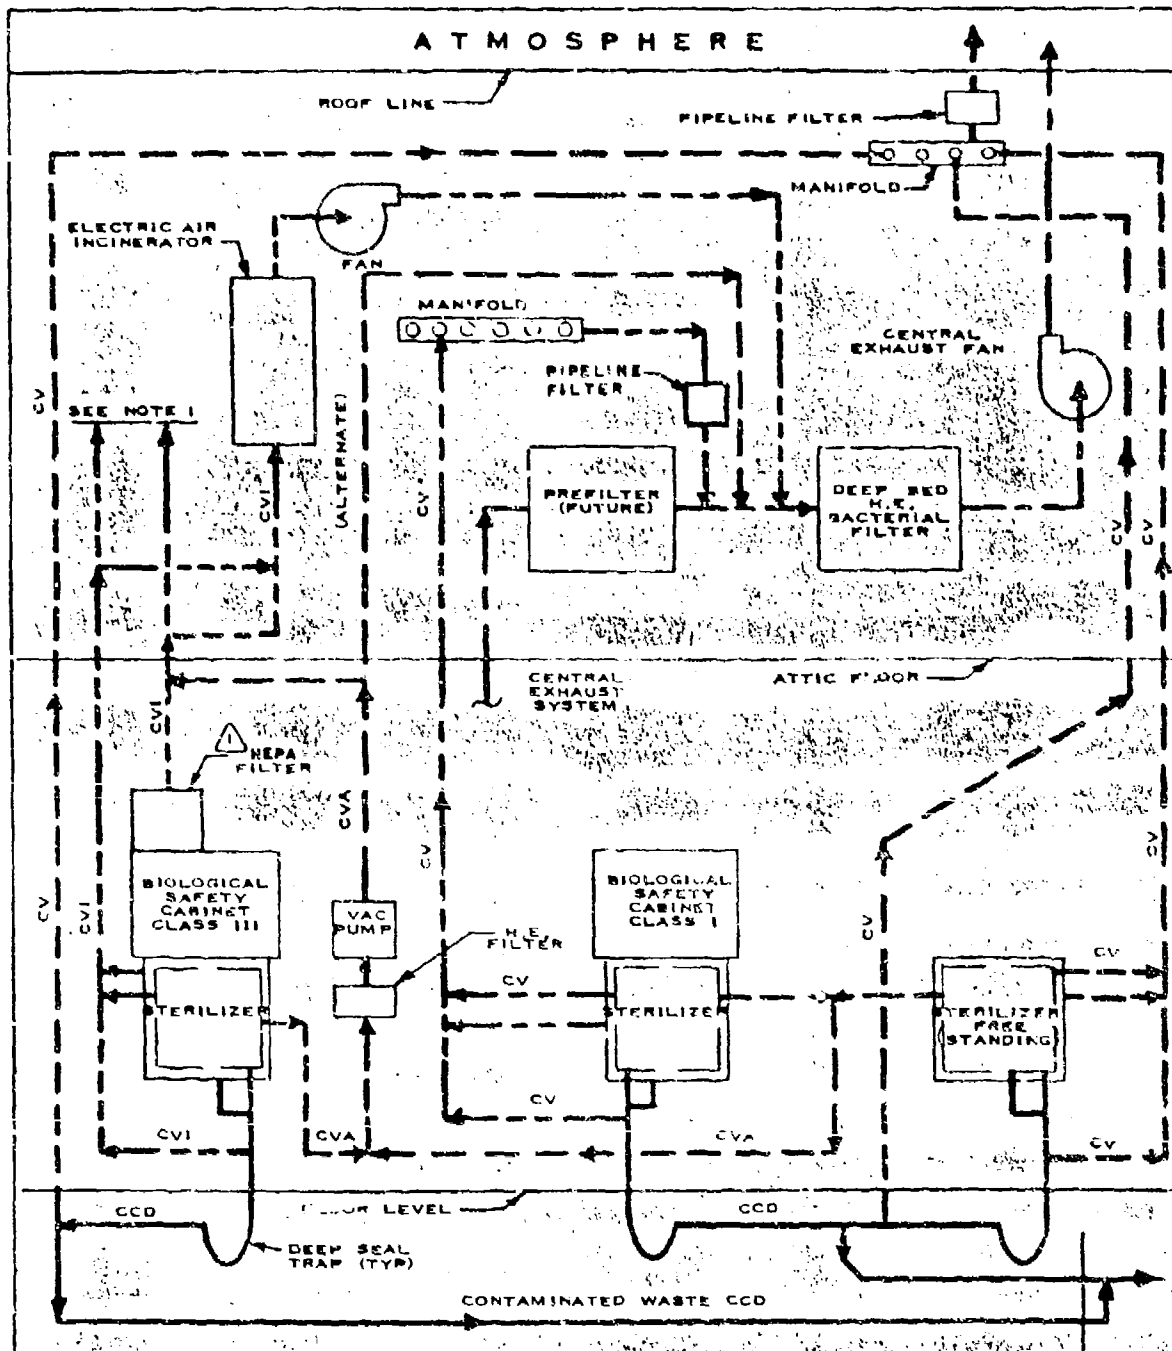 ATMOSPHERE
ROOF LINE
PIPELINE FILTER
MANIFOLD
ELECTRIC AIR
INCINERATOR
FAN
MANIFOLD
CENTRAL
EXHAUST FAN
PIPELINE
FILTER
CV
SEE NOTE 1
(ALTERNATE)
CVI
CV
PREFILTER
(FUTURE)
DEEP BED
H.E.
BACTERIAL
FILTER
CV
CV
CENTRAL
EXHAUST
SYSTEM
ATTIC FLOOR
CVI
1
HEPA
FILTER
CVA
CV
CV
BIOLOGICAL
SAFETY
CABINET
CLASS III
VAC
PUMP
H.E.
FILTER
BIOLOGICAL
SAFETY
CABINET
CLASS I
CV
CVI
CV
CV
CV
STERILIZER
STERILIZER
STERILIZER
FREE
(STANDING)
CV
CVI
CVA
CVA
CV
FLOOR LEVEL
CCD
CCD
DEEP SEAL
TRAP (TYP)
CONTAMINATED WASTE CCD